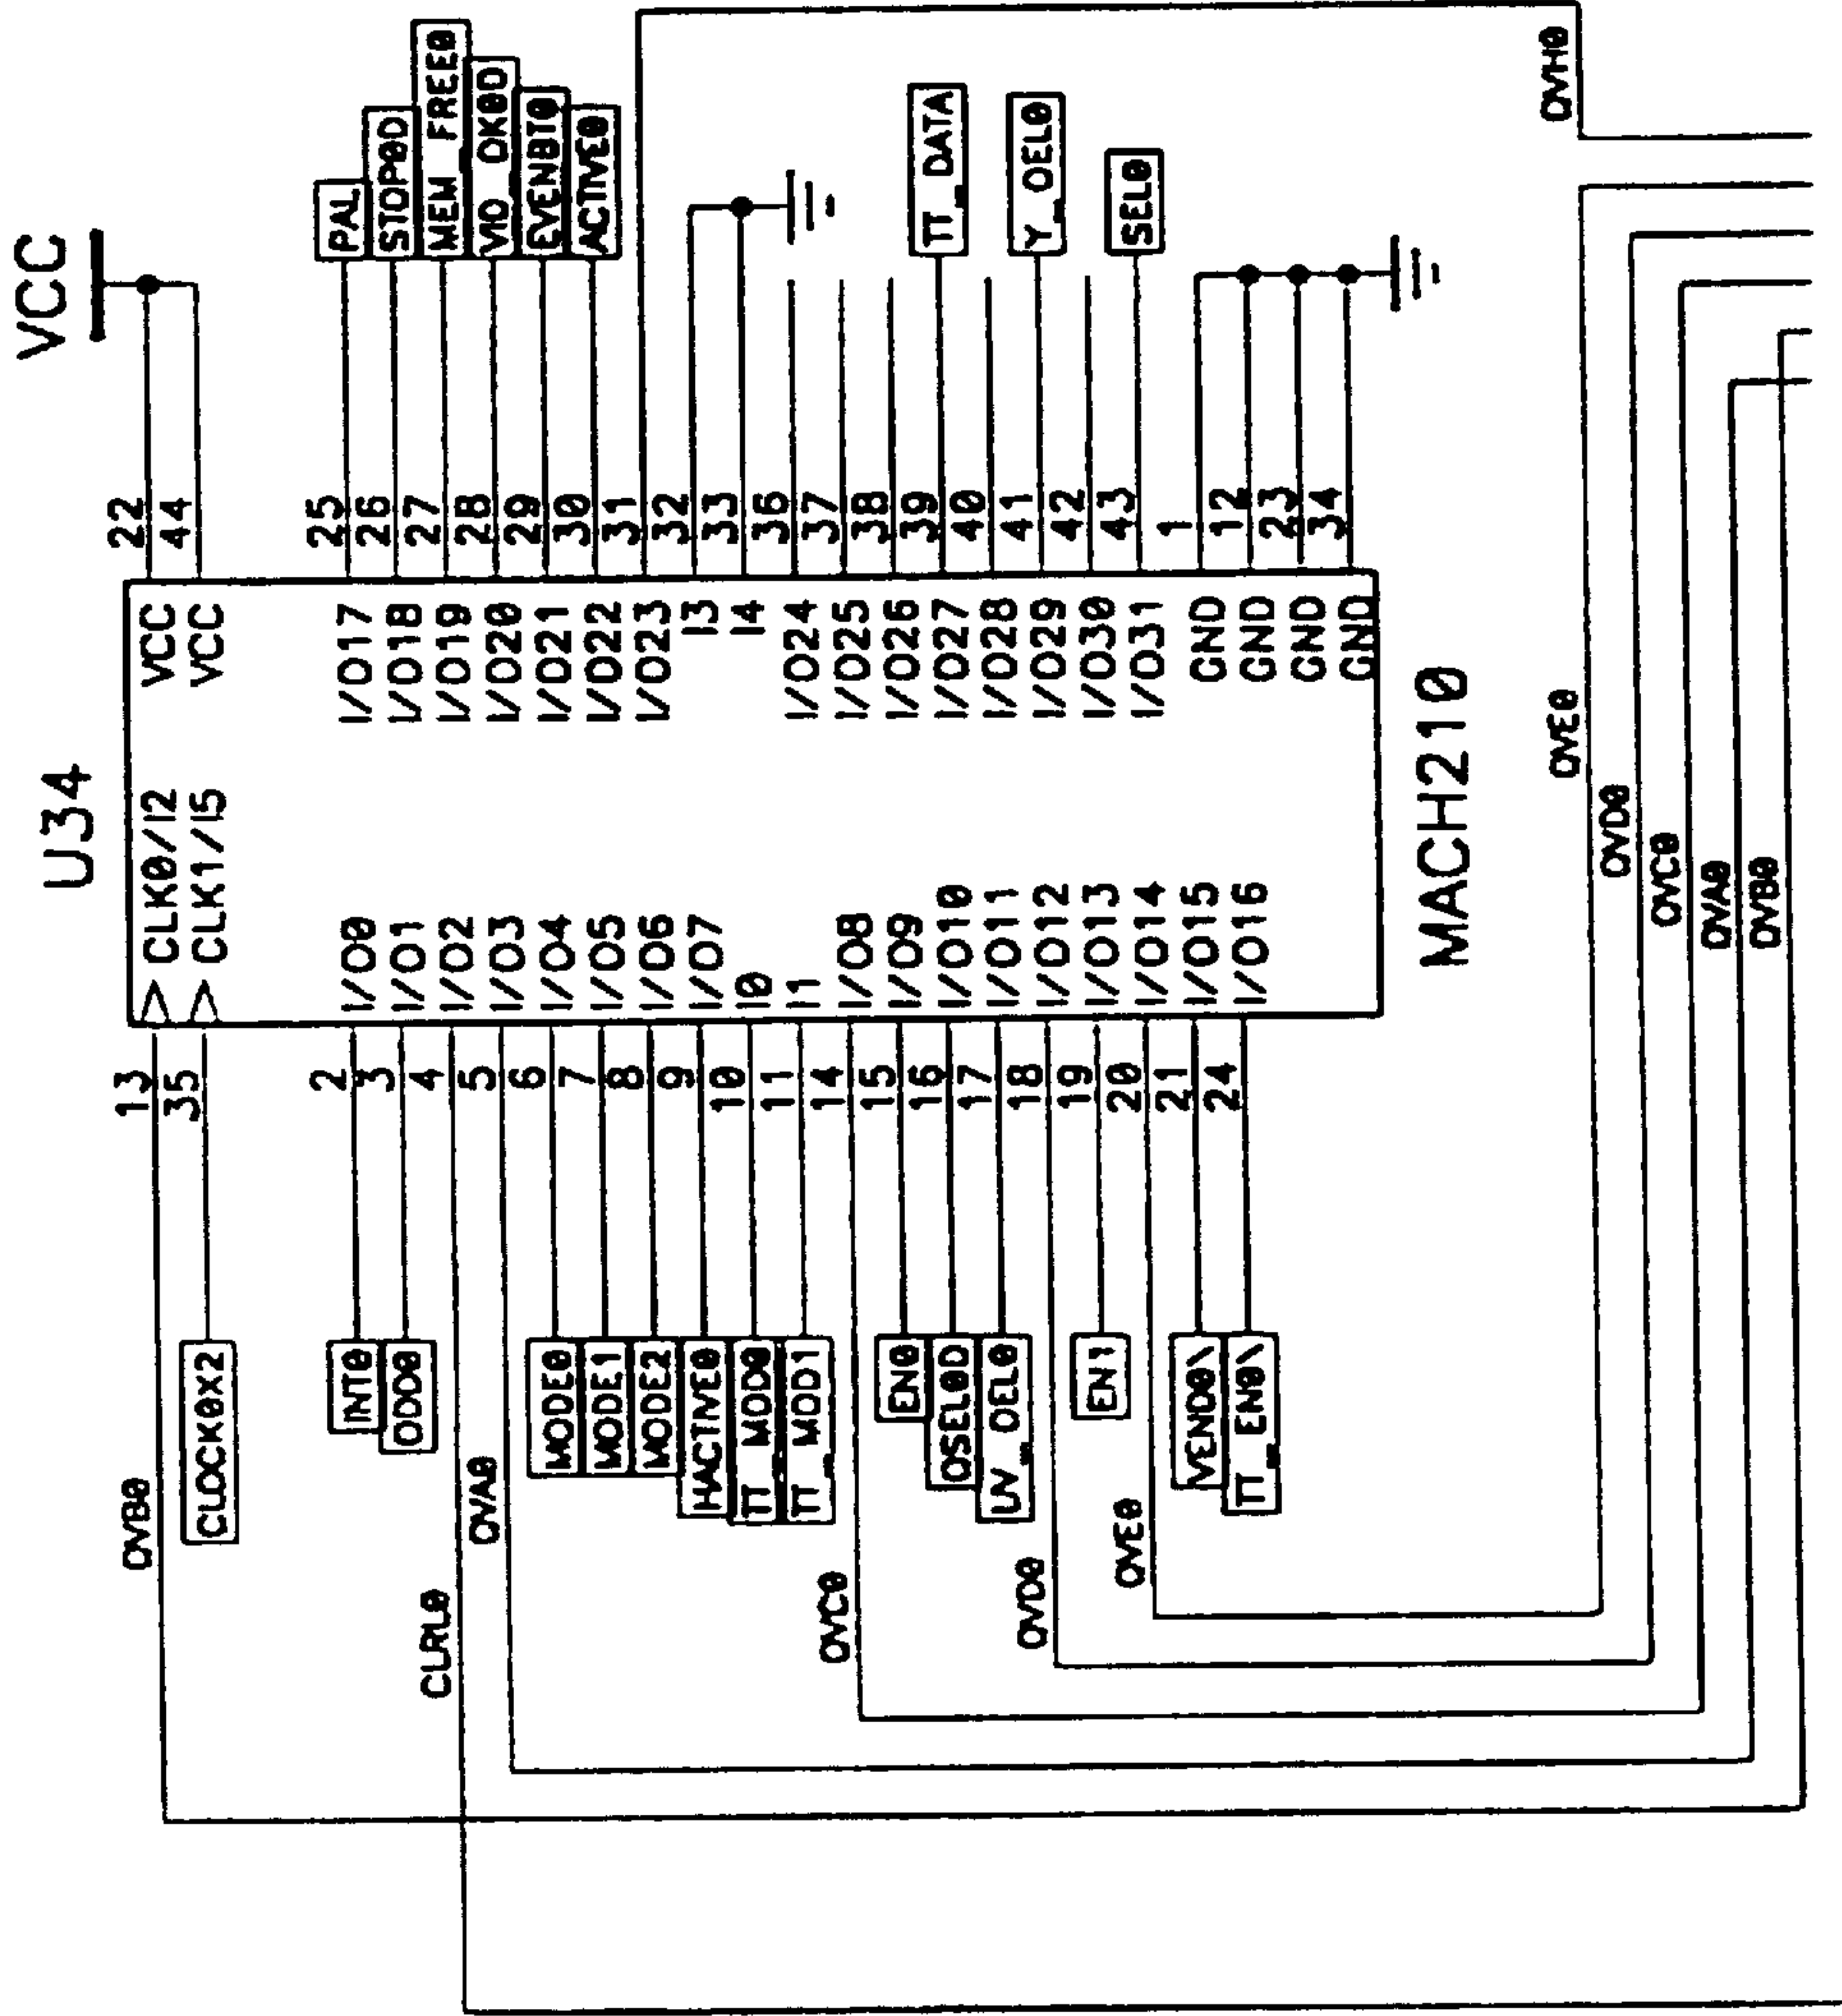 U34
VCC
13
CLK0/I2
35
CLK1/I5
VCC
22
VCC
44
OVB0
CLOCK0X2
INT0
2
I/O0
ODD0
3
I/O1
CLRL0
4
I/O2
OVA0
5
I/O3
MODE0
6
I/O4
MODE1
7
I/O5
MODE2
8
I/O6
HACTIVE0
9
I/O7
TT_MOD0
10
I0
TT_MOD1
11
I1
OVC0
14
I/O8
EN0
15
I/O9
OSEL0D
16
I/O10
UV_OEL0
17
I/O11
OVD0
18
I/O12
EN1
19
I/O13
OVE0
20
I/O14
VEND0\
21
I/O15
TT_EN0\
24
I/O16
I/O17
25
PAL
I/O18
26
STOP0D
I/O19
27
MEM_FREE0
I/O20
28
I/O21
29
EVENBT0
I/O22
30
ACTIVE0
I/O23
31
I3
32
I4
33
I/O24
36
I/O25
37
I/O26
38
I/O27
39
TT_DATA
I/O28
40
I/O29
41
Y_OEL0
I/O30
42
I/O31
43
SEL0
GND
1
GND
12
GND
23
GND
34
MACH210
OVH0
OVE0
OVD0
OVC0
OVA0
OVB0